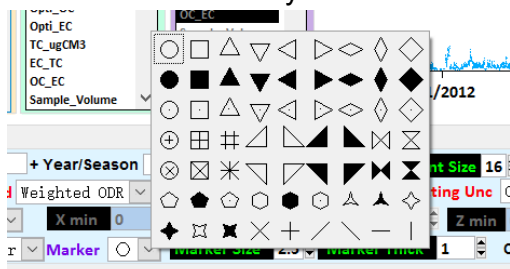 Opti_EC
TC_ugCM3
EC_TC
OC_EC
Sample_Volume
OC_EC
/2012
+ Year/Season
nt Size 16
Weighted ODR
ting Unc
X min 0
Z min
Marker
Marker Size 2.5 Marker Thick 1